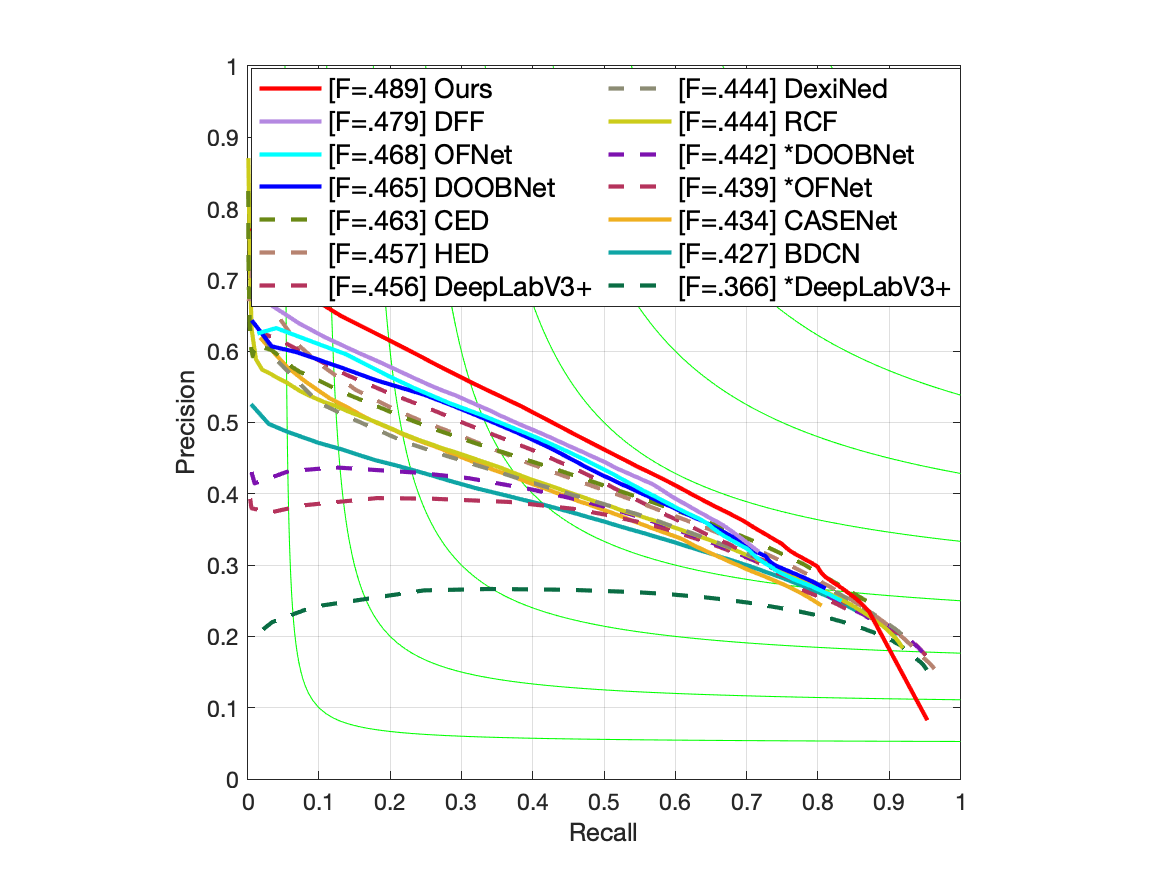 1
0.9
0.8
0.7
0.6
0.5
0.4
0.3
0.2
0.1
0
Precision
[F=.489] Ours
[F=.479] DFF
[F=.468] OFNet
[F=.465] DOOBNet
[F=.463] CED
[F=.457] HED
[F=.456] DeepLabV3+
[F=.444] DexiNed
[F=.444] RCF
[F=.442] *DOOBNet
[F=.439] *OFNet
[F=.434] CASENet
[F=.427] BDCN
[F=.366] *DeepLabV3+
0 0.1 0.2 0.3 0.4 0.5 0.6 0.7 0.8 0.9 1
Recall